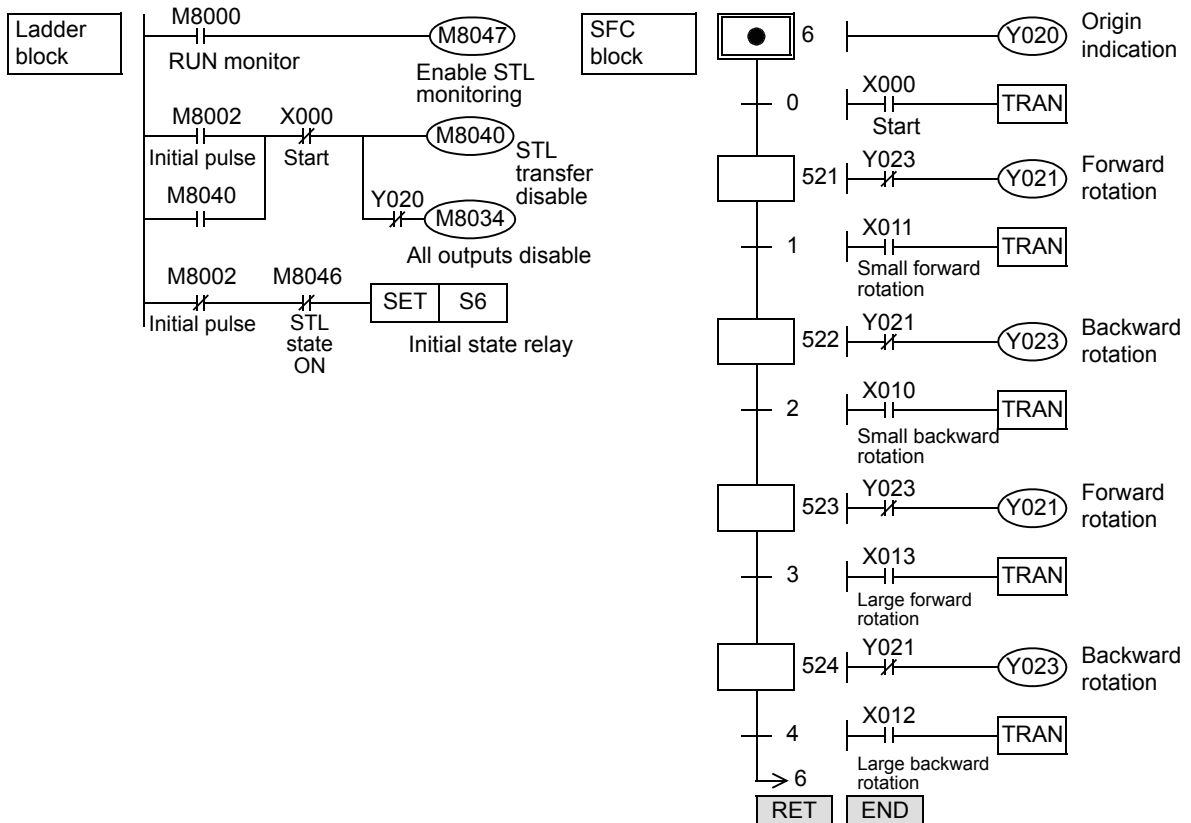 Ladder
block
M8000
RUN monitor
M8047
Enable STL
monitoring
M8002
Initial pulse
X000
Start
M8040
STL
transfer
disable
M8040
Y020
M8034
All outputs disable
M8002
Initial pulse
M8046
STL
state
ON
SET S6
Initial state relay
SFC
block
6
Y020
Origin
indication
0
X000
Start
TRAN
521
Y023
Y021
Forward
rotation
1
X011
Small forward
rotation
TRAN
522
Y021
Y023
Backward
rotation
2
X010
Small backward
rotation
TRAN
523
Y023
Y021
Forward
rotation
3
X013
Large forward
rotation
TRAN
524
Y021
Y023
Backward
rotation
4
X012
Large backward
rotation
TRAN
6
RET END